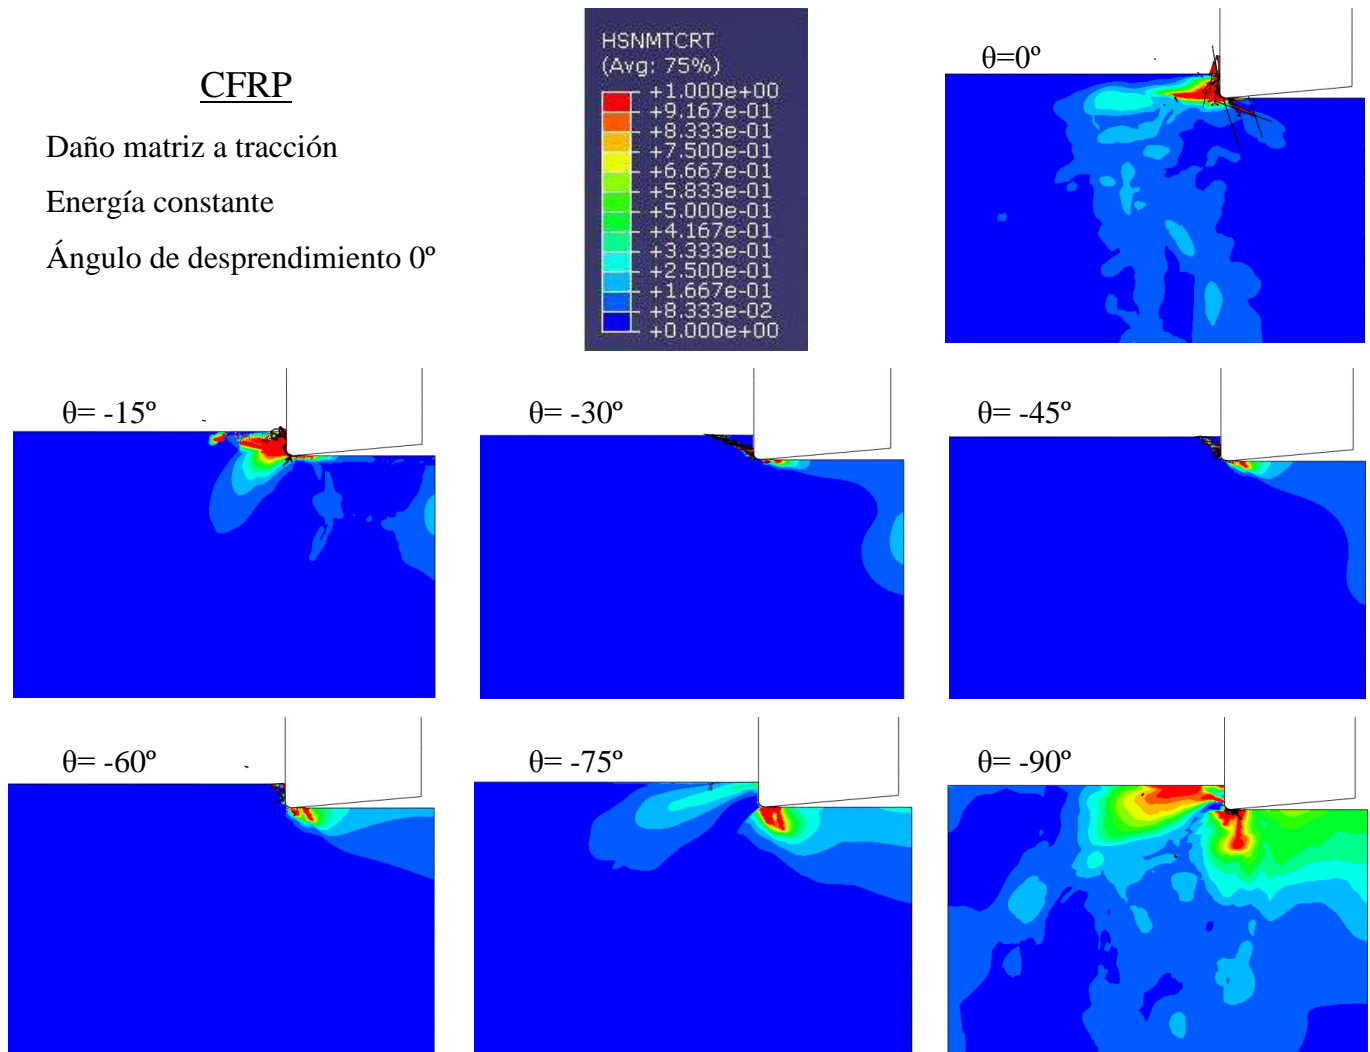 CFRP
Daño matriz a tracción
Energía constante
Ángulo de desprendimiento 0º
HSNMTCRT
(Avg: 75%)
+1.000e+00
+9.167e-01
+8.333e-01
+7.500e-01
+6.667e-01
+5.833e-01
+5.000e-01
+4.167e-01
+3.333e-01
+2.500e-01
+1.667e-01
+8.333e-02
+0.000e+00
θ=0º
θ= -15º
θ= -30º
θ= -45º
θ= -60º
θ= -75º
θ= -90º